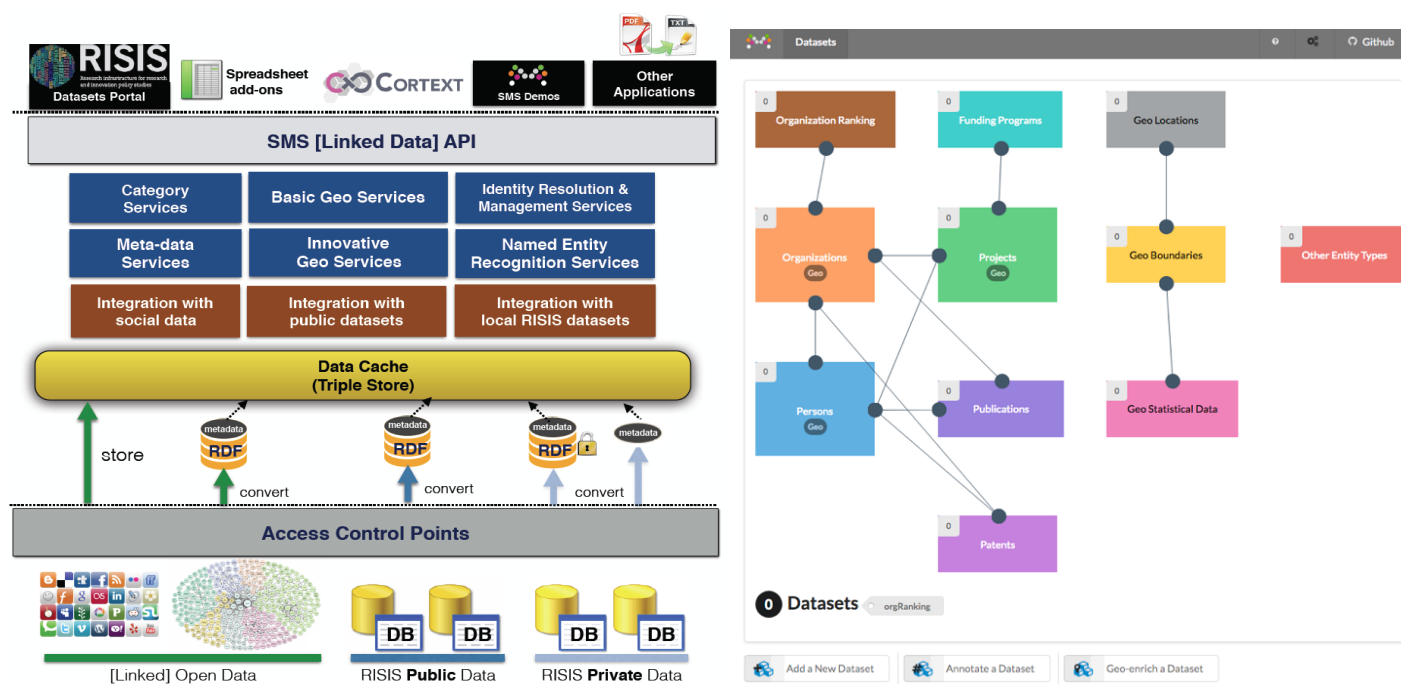 PDF
TXT
RISIS
Research infrastructure for research
and innovation policy studies
Datasets Portal
Spreadsheet
add-ons
CORTEXT
SMS Demos
Other
Applications
SMS [Linked Data] API
Category
Services
Basic Geo Services
Identity Resolution &
Management Services
Meta-data
Services
Innovative
Geo Services
Named Entity
Recognition Services
Integration with
social data
Integration with
public datasets
Integration with
local RISIS datasets
Data Cache
(Triple Store)
metadata
RDF
metadata
RDF
metadata
RDF
metadata
store
convert
convert
convert
Access Control Points
DB
DB
DB
DB
[Linked] Open Data
RISIS Public Data
RISIS Private Data
Datasets
Github
0
Organization Ranking
0
Funding Programs
0
Geo Locations
0
Organizations
Geo
0
Projects
Geo
0
Geo Boundaries
0
Other Entity Types
0
Persons
Geo
0
Publications
0
Geo Statistical Data
0
Patents
0 Datasets
orgRanking
Add a New Dataset
Annotate a Dataset
Geo-enrich a Dataset